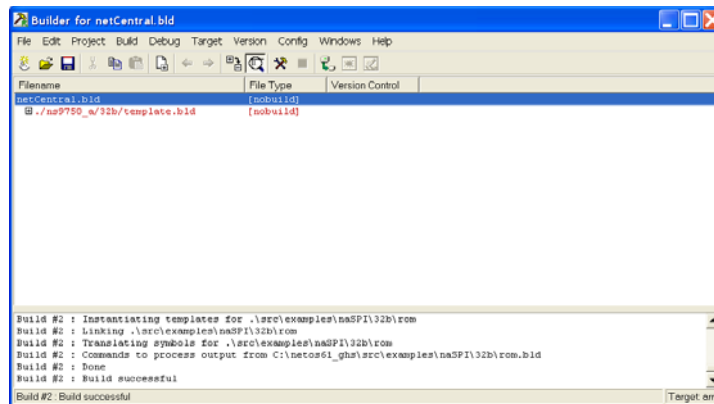 Builder for netCentral.bld
File Edit Project Build Debug Target Version Config Windows Help
Filename File Type Version Control
netCentral.bld [nobuild]
./ns9750_a/32b/template.bld [nobuild]
Build #2 : Instantiating templates for .\src\examples\naSPI\32b\rom
Build #2 : Linking .\src\examples\naSPI\32b\rom
Build #2 : Translating symbols for .\src\examples\naSPI\32b\rom
Build #2 : Commands to process output from C:\netos61_ghs\src\examples\naSPI\32b\rom.bld
Build #2 : Done
Build #2 : Build successful
Build #2 : Build successful Target: arm